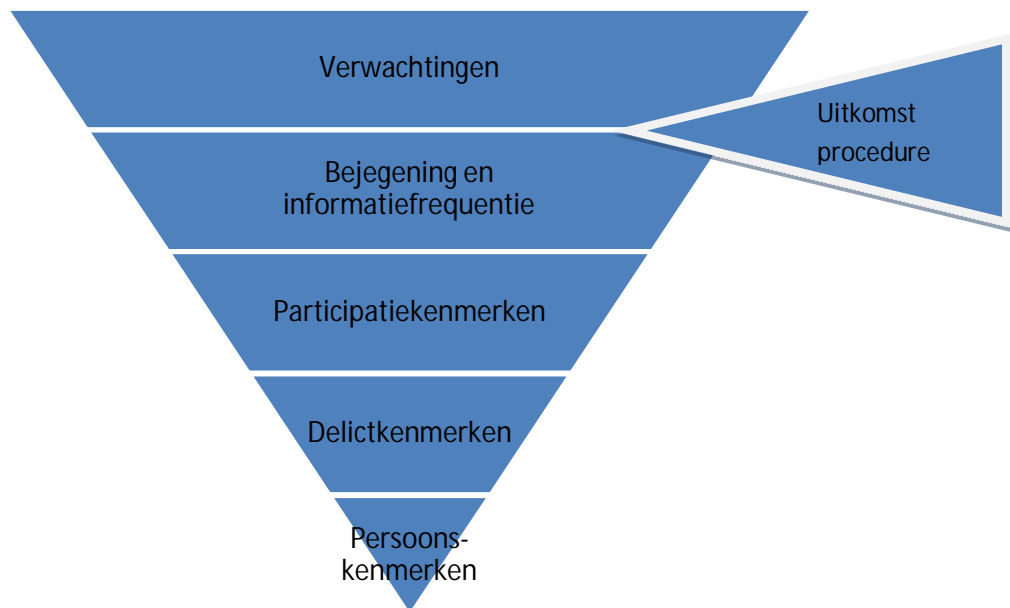 Verwachtingen
Uitkomst
procedure
Bejegening en
informatiefrequentie
Participatiekenmerken
Delictkenmerken
Persoons-
kenmerken